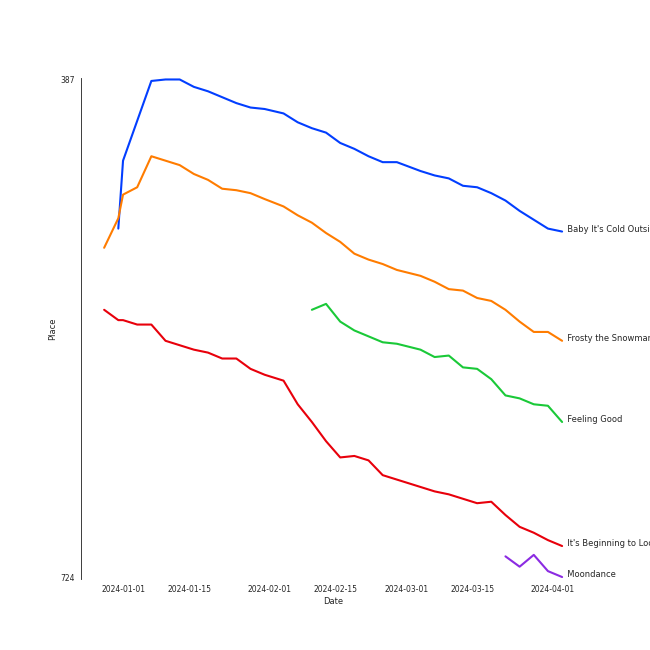 387
Baby It's Cold Outsi
Frosty the Snowma
Place
Feeling Good
It's Beginning to Loo
724
Moondance
2024-01-01 2024-01-15 2024-02-01 2024-02-15 2024-03-01 2024-03-15 2024-04-01
Date